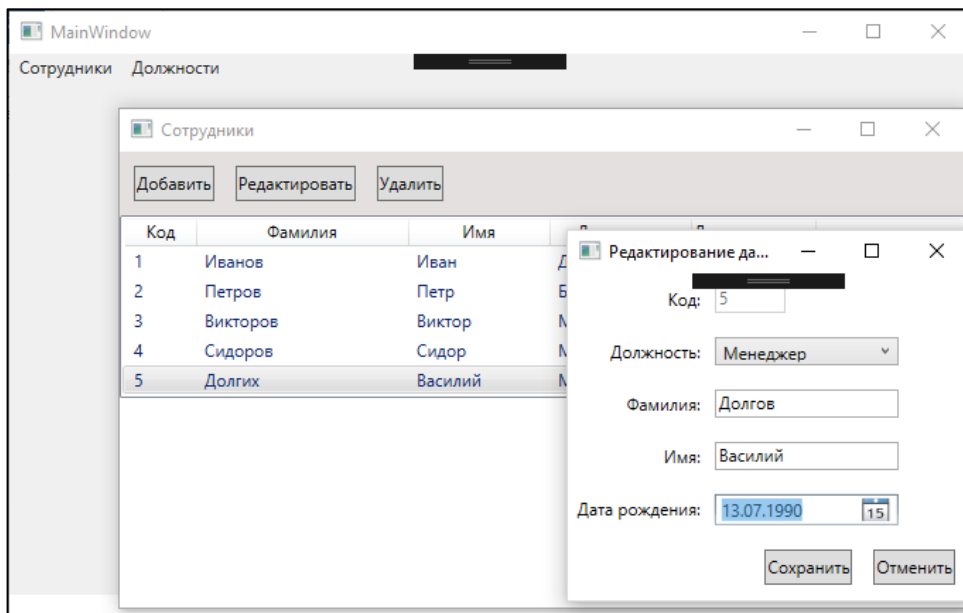 MainWindow
Сотрудники Должности
Сотрудники
Добавить Редактировать Удалить
Код Фамилия Имя
1 Иванов Иван
2 Петров Петр
3 Викторов Виктор
4 Сидоров Сидор
5 Долгих Василий
Редактирование да...
Код: 5
Должность: Менеджер
Фамилия: Долгов
Имя: Василий
Дата рождения: 13.07.1990 15
Сохранить Отменить